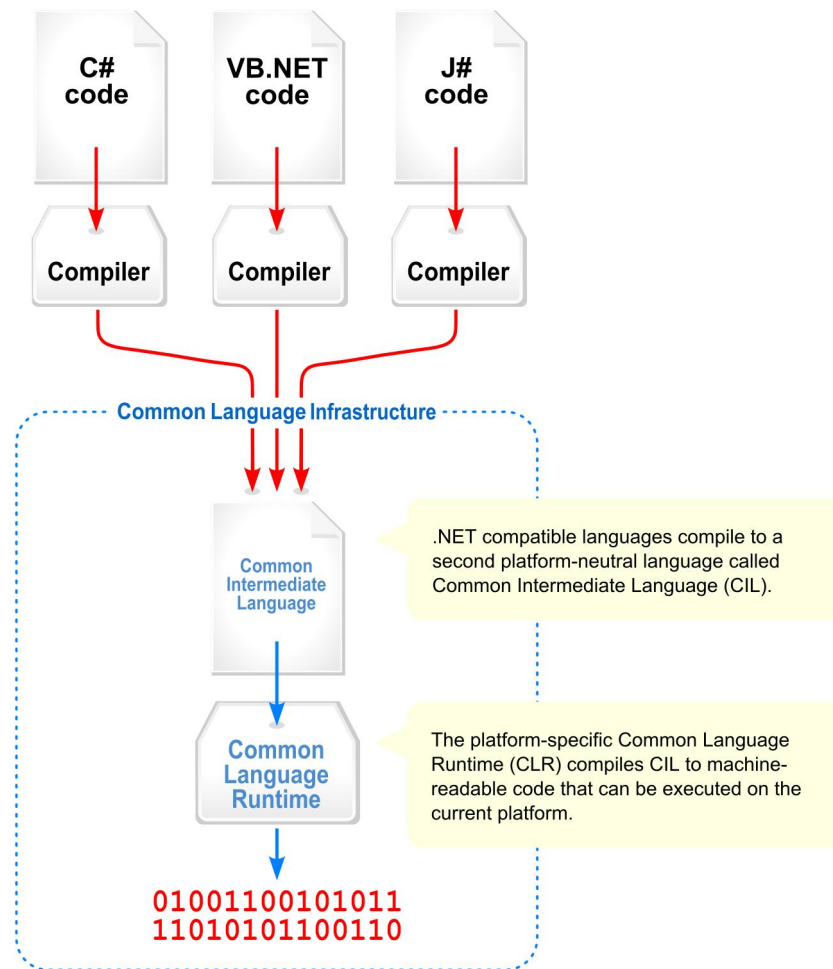 C#
code
VB.NET
code
J#
code
Compiler
Compiler
Compiler
Common Language Infrastructure
Common
Intermediate
Language
.NET compatible languages compile to a
second platform-neutral language called
Common Intermediate Language (CIL).
Common
Language
Runtime
The platform-specific Common Language
Runtime (CLR) compiles CIL to machine-
readable code that can be executed on the
current platform.
01001100101011
11010101100110